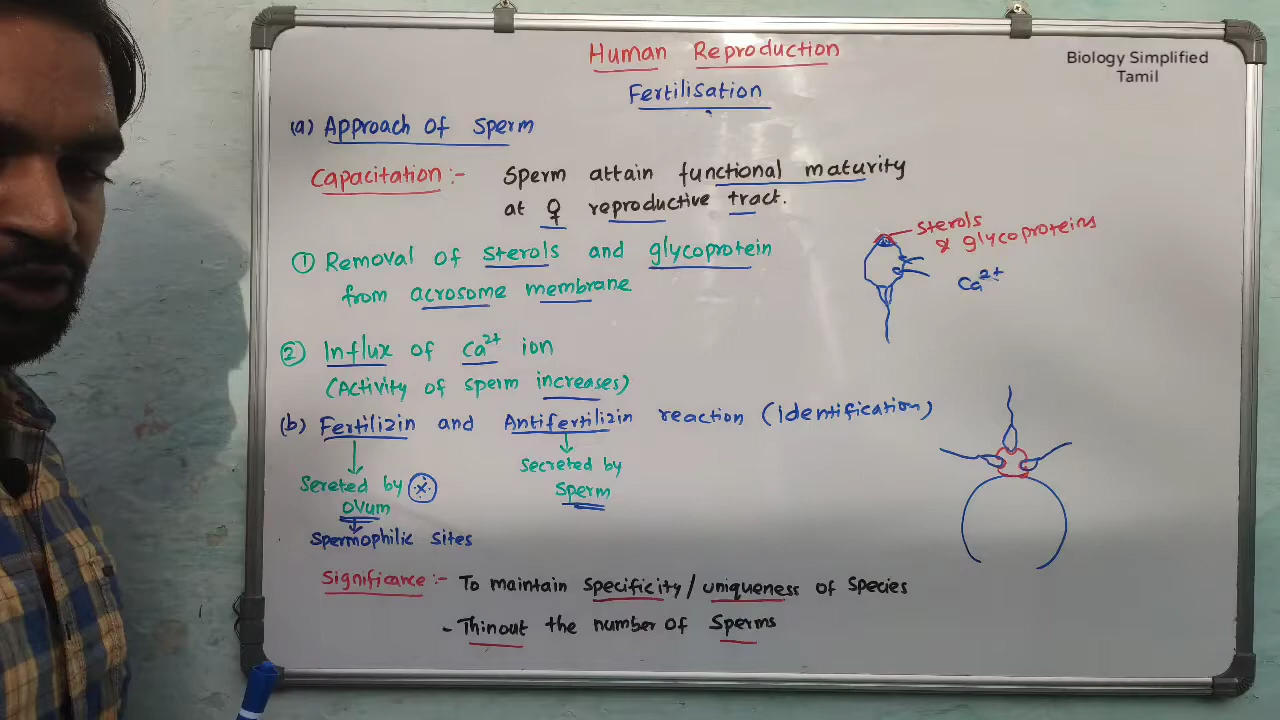 Human Reproduction
Biology Simplified
Tamil
Fertilisation
(a) Approach of sperm
Capacitation :- Sperm attain functional maturity
at ♀ reproductive tract.
① Removal of sterols and glycoprotein
from acrosome membrane
sterols
& glycoproteins
Ca²⁺
② Influx of Ca²⁺ ion
(Activity of sperm increases)
(b) Fertilizin and Antifertilizin reaction (identification)
Sereted by
ovum
Secreted by
Sperm
Spermophilic sites
Significance :- To maintain specificity/uniqueness of species
- Thinout the number of Sperms